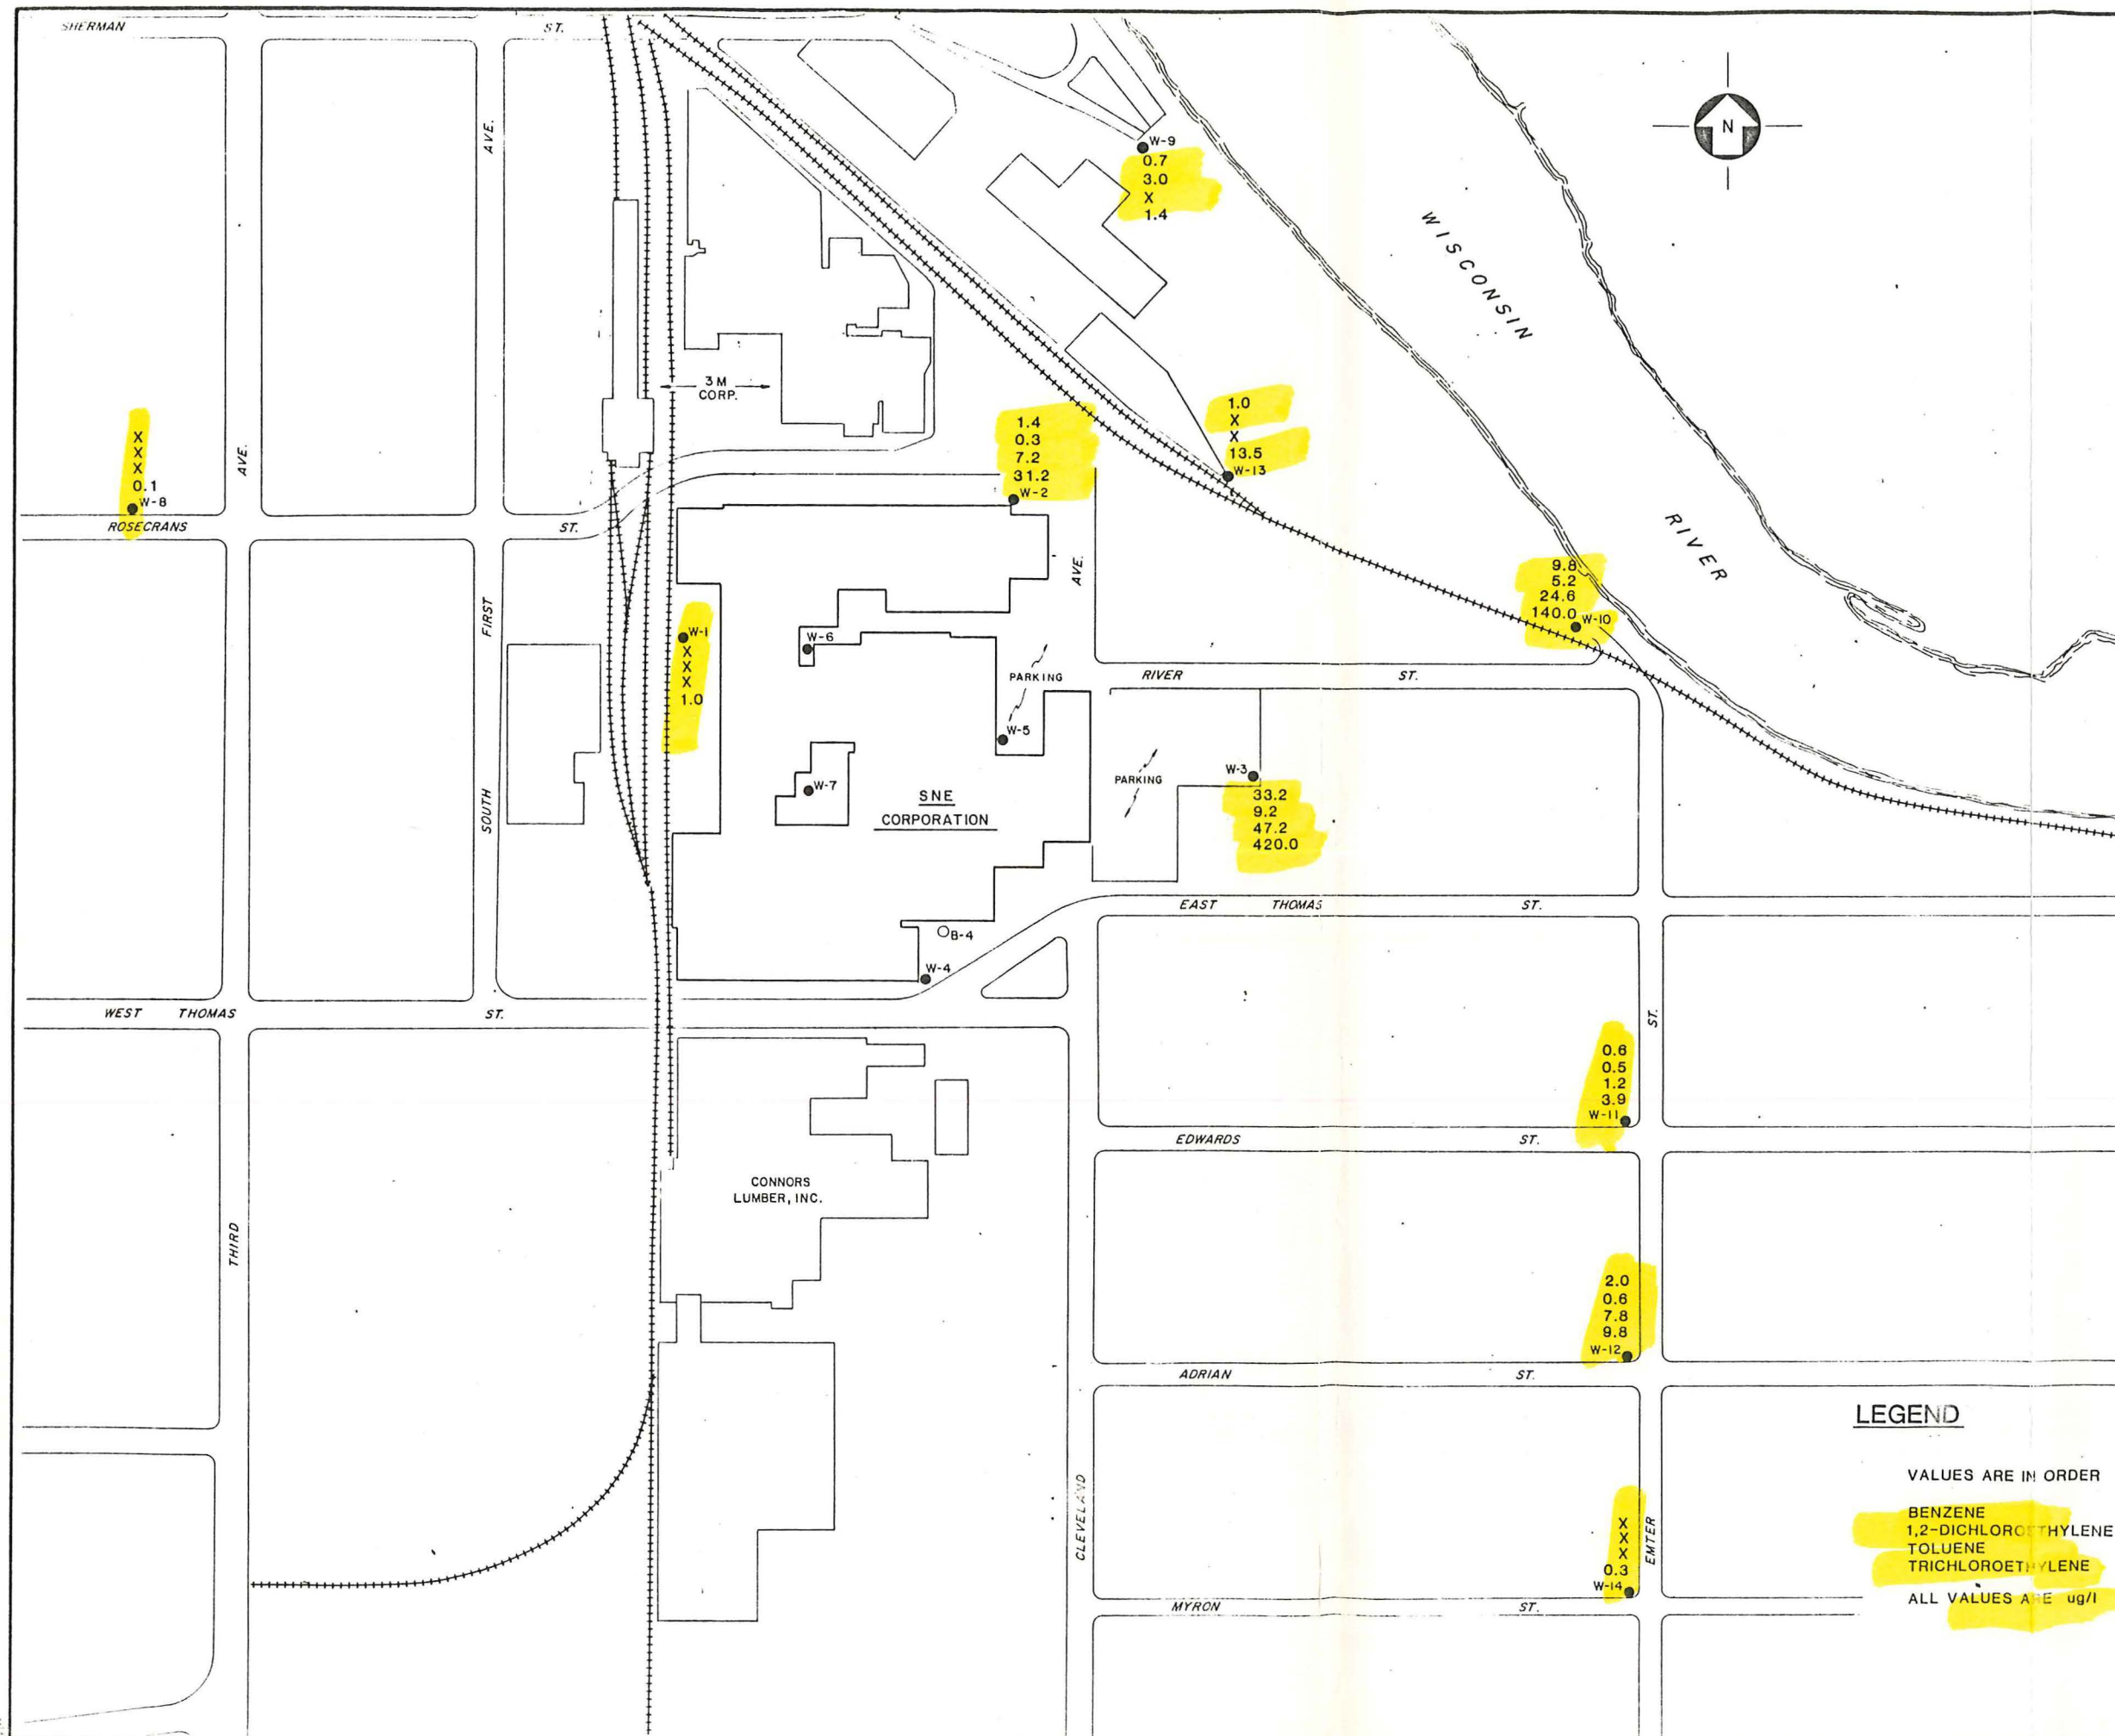 SHERMAN
ST.
AVE.
N
W-9
0.7
3.0
X
1.4
WISCONSIN
RIVER
3 M
CORP.
AVE.
X
X
X
0.1
W-8
ROSECRANS
ST.
1.4
0.3
7.2
31.2
W-2
1.0
X
X
13.5
W-13
AVE.
9.8
5.2
24.6
140.0
W-10
FIRST
SOUTH
W-1
X
X
X
1.0
W-6
PARKING
RIVER
ST.
W-5
W-7
SNE
CORPORATION
PARKING
W-3
33.2
9.2
47.2
420.0
EAST THOMAS
ST.
B-4
W-4
WEST THOMAS
ST.
ST.
0.6
0.5
1.2
3.9
W-11
EDWARDS
ST.
CONNORS
LUMBER, INC.
THIRD
2.0
0.6
7.8
9.8
W-12
ADRIAN
ST.
CLEVELAND
X
X
X
0.3
W-14
EMTER
MYRON
ST.
LEGEND
VALUES ARE IN ORDER
BENZENE
1,2-DICHLOROETHYLENE
TOLUENE
TRICHLOROETHYLENE
ALL VALUES ARE ug/l